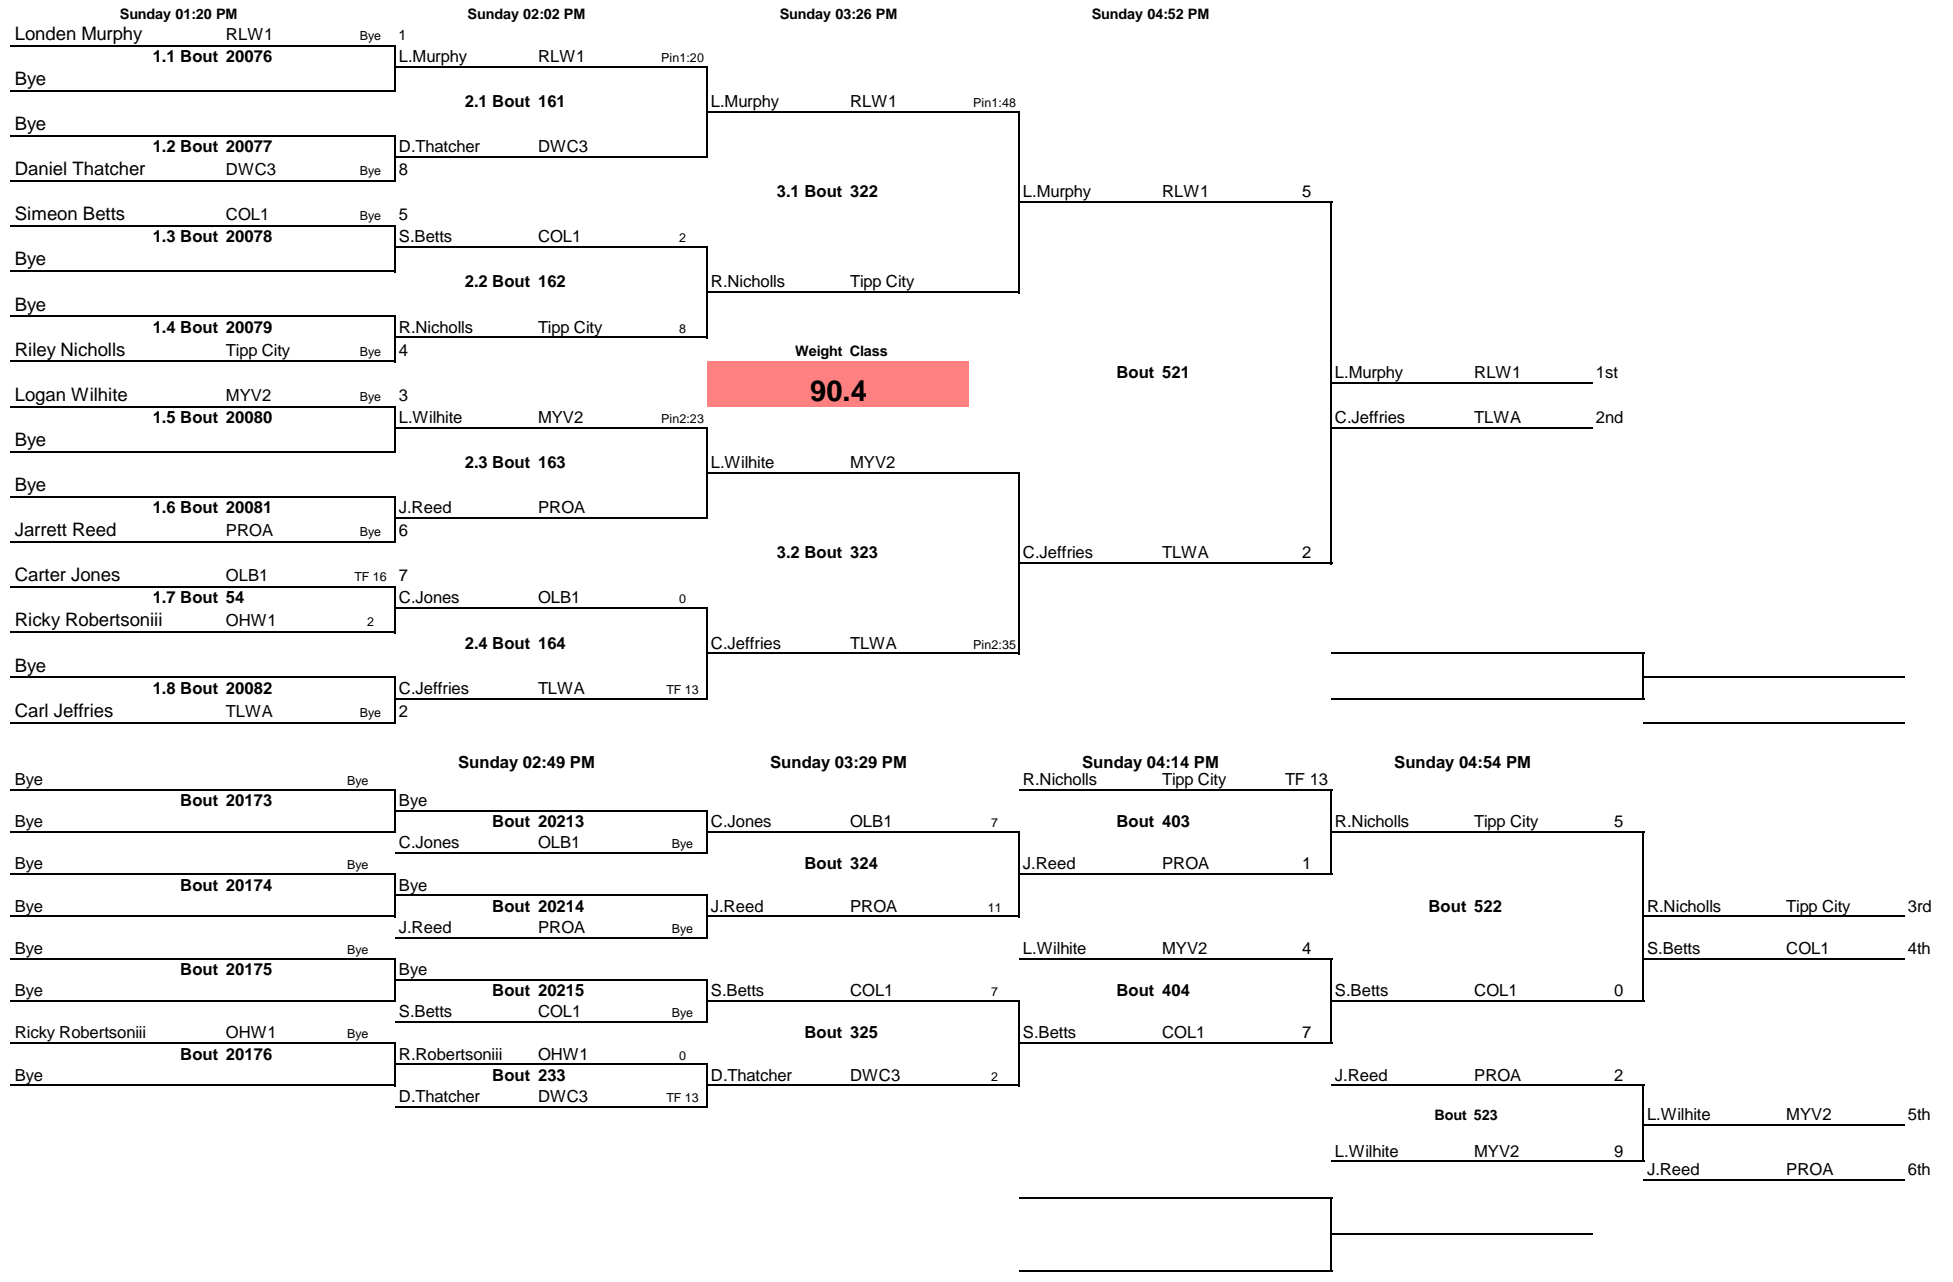 Sunday 01:20 PM Sunday 02:02 PM Sunday 03:26 PM Sunday 04:52 PM
Londen Murphy RLW1 Bye 1
1.1 Bout 20076 L.Murphy RLW1 Pin1:20
Bye
2.1 Bout 161 L.Murphy RLW1 Pin1:48
Bye
1.2 Bout 20077 D.Thatcher DWC3
Daniel Thatcher DWC3 Bye 8
3.1 Bout 322 L.Murphy RLW1 5
Simeon Betts COL1 Bye 5
1.3 Bout 20078 S.Betts COL1 2
Bye
2.2 Bout 162 R.Nicholls Tipp City
Bye
1.4 Bout 20079 R.Nicholls Tipp City 8
Riley Nicholls Tipp City Bye 4 Weight Class
Bout 521 L.Murphy RLW1 1st
Logan Wilhite MYV2 Bye 3 90.4
1.5 Bout 20080 L.Wilhite MYV2 Pin2:23 C.Jeffries TLWA 2nd
Bye
2.3 Bout 163 L.Wilhite MYV2
Bye
1.6 Bout 20081 J.Reed PROA
Jarrett Reed PROA Bye 6
3.2 Bout 323 C.Jeffries TLWA 2
Carter Jones OLB1 TF 16 7
1.7 Bout 54 C.Jones OLB1 0
Ricky Robertsoniii OHW1 2
2.4 Bout 164 C.Jeffries TLWA Pin2:35
Bye
1.8 Bout 20082 C.Jeffries TLWA TF 13
Carl Jeffries TLWA Bye 2
Sunday 02:49 PM Sunday 03:29 PM Sunday 04:14 PM Sunday 04:54 PM
Bye Bye R.Nicholls Tipp City TF 13
Bout 20173 Bye
Bye Bout 20213 C.Jones OLB1 7 Bout 403 R.Nicholls Tipp City 5
C.Jones OLB1 Bye
Bye Bye Bout 324 J.Reed PROA 1
Bout 20174 Bye
Bye Bout 20214 J.Reed PROA 11 Bout 522 R.Nicholls Tipp City 3rd
J.Reed PROA Bye
Bye Bye L.Wilhite MYV2 4 S.Betts COL1 4th
Bout 20175 Bye
Bye Bout 20215 S.Betts COL1 7 Bout 404 S.Betts COL1 0
S.Betts COL1 Bye
Ricky Robertsoniii OHW1 Bye Bout 325 S.Betts COL1 7
Bout 20176 R.Robertsoniii OHW1 0
Bye Bout 233 D.Thatcher DWC3 2 J.Reed PROA 2
D.Thatcher DWC3 TF 13
Bout 523 L.Wilhite MYV2 5th
L.Wilhite MYV2 9
J.Reed PROA 6th